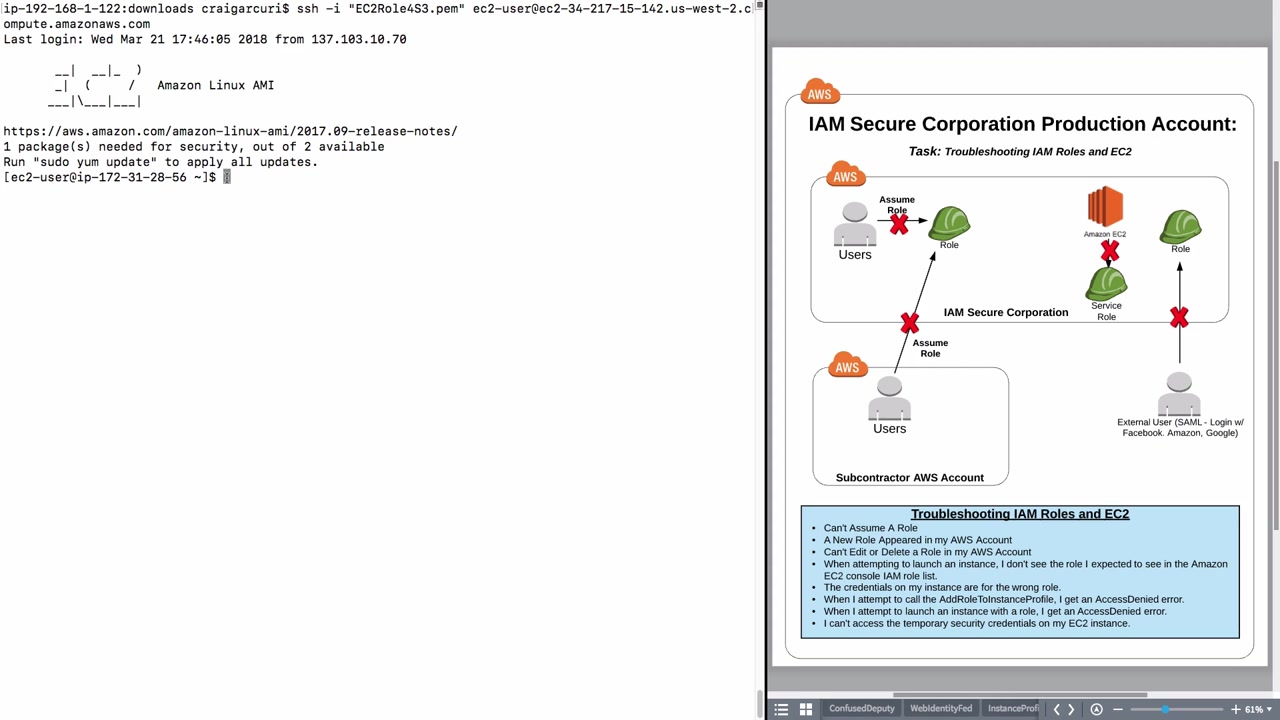 ip-192-168-1-122:downloads craigarcuri$ ssh -i "EC2Role4S3.pem" ec2-user@ec2-34-217-15-142.us-west-2.c
ompute.amazonaws.com
Last login: Wed Mar 21 17:46:05 2018 from 137.103.10.70
__|  __|_  )
_|  (     /   Amazon Linux AMI
___|\___|___|
https://aws.amazon.com/amazon-linux-ami/2017.09-release-notes/
1 package(s) needed for security, out of 2 available
Run "sudo yum update" to apply all updates.
[ec2-user@ip-172-31-28-56 ~]$
AWS
IAM Secure Corporation Production Account:
Task: Troubleshooting IAM Roles and EC2
AWS
Assume
Role
Users
Role
Amazon EC2
Role
Service
Role
IAM Secure Corporation
Assume
Role
AWS
Users
External User (SAML - Login w/
Facebook. Amazon, Google)
Subcontractor AWS Account
Troubleshooting IAM Roles and EC2
• Can't Assume A Role
• A New Role Appeared in my AWS Account
• Can't Edit or Delete a Role in my AWS Account
• When attempting to launch an instance, I don't see the role I expected to see in the Amazon
EC2 console IAM role list.
• The credentials on my instance are for the wrong role.
• When I attempt to call the AddRoleToInstanceProfile, I get an AccessDenied error.
• When I attempt to launch an instance with a role, I get an AccessDenied error.
• I can't access the temporary security credentials on my EC2 instance.
ConfusedDeputy
WebIdentityFed
InstanceProfi
61%